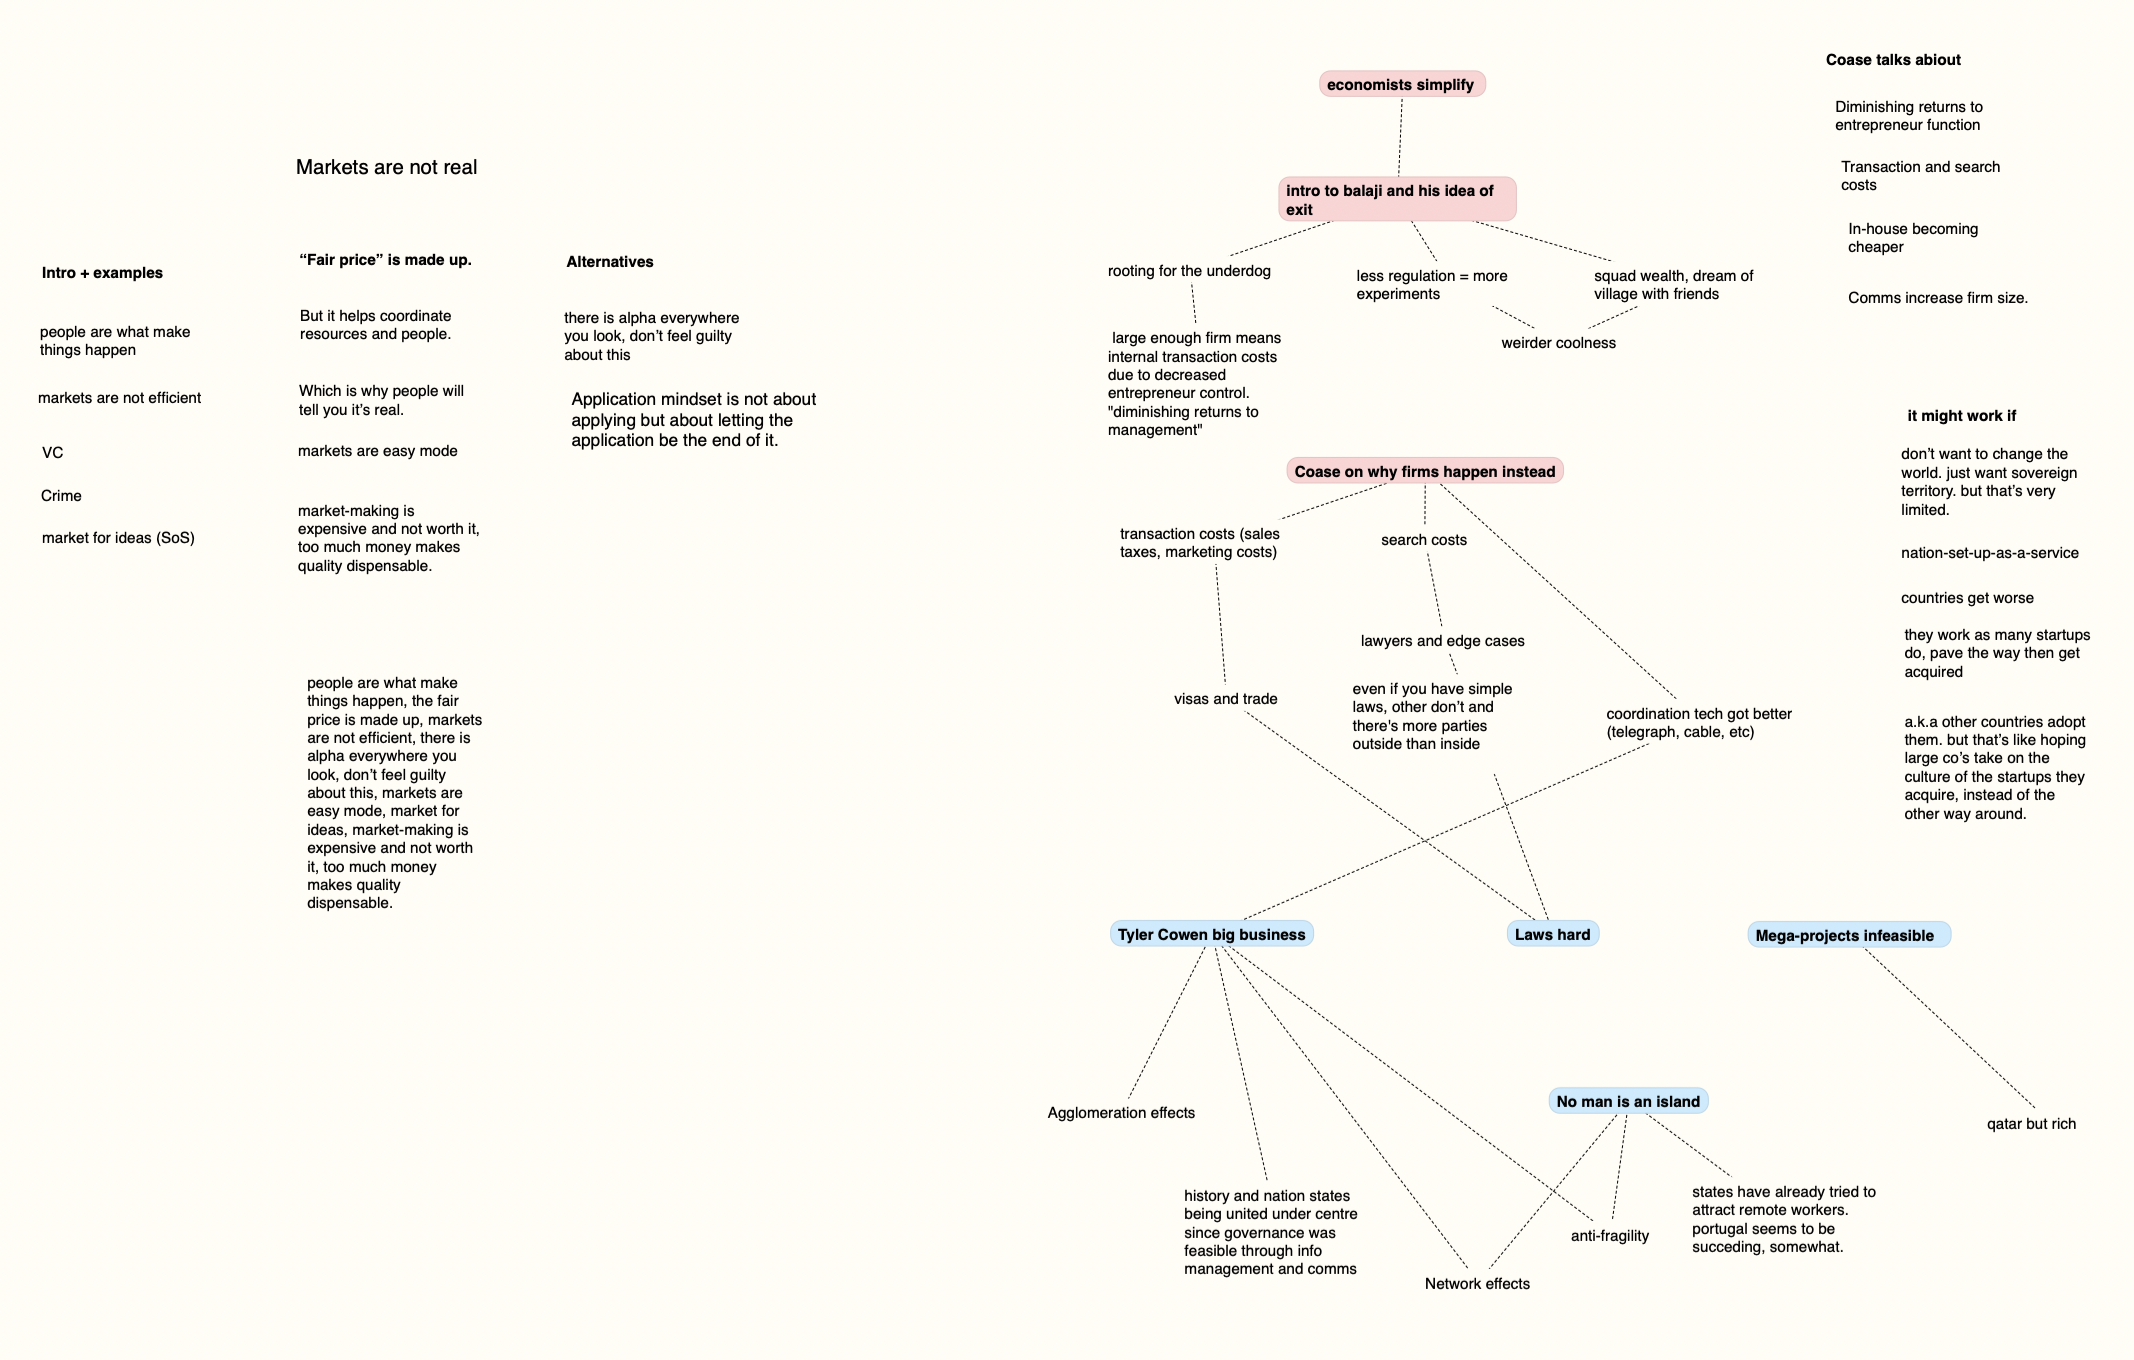 Markets are not real
Intro + examples
people are what make
things happen
markets are not efficient
VC
Crime
market for ideas (SoS)
“Fair price” is made up.
But it helps coordinate
resources and people.
Which is why people will
tell you it’s real.
markets are easy mode
market-making is
expensive and not worth it,
too much money makes
quality dispensable.
people are what make
things happen, the fair
price is made up, markets
are not efficient, there is
alpha everywhere you
look, don’t feel guilty
about this, markets are
easy mode, market for
ideas, market-making is
expensive and not worth
it, too much money
makes quality
dispensable.
Alternatives
there is alpha everywhere
you look, don’t feel guilty
about this
Application mindset is not about
applying but about letting the
application be the end of it.
economists simplify
intro to balaji and his idea of
exit
rooting for the underdog
less regulation = more
experiments
squad wealth, dream of
village with friends
weirder coolness
large enough firm means
internal transaction costs
due to decreased
entrepreneur control.
"diminishing returns to
management"
Coase on why firms happen instead
transaction costs (sales
taxes, marketing costs)
search costs
lawyers and edge cases
visas and trade
even if you have simple
laws, other don’t and
there's more parties
outside than inside
coordination tech got better
(telegraph, cable, etc)
Tyler Cowen big business
Laws hard
Mega-projects infeasible
Agglomeration effects
No man is an island
qatar but rich
history and nation states
being united under centre
since governance was
feasible through info
management and comms
anti-fragility
states have already tried to
attract remote workers.
portugal seems to be
succeding, somewhat.
Network effects
Coase talks abiout
Diminishing returns to
entrepreneur function
Transaction and search
costs
In-house becoming
cheaper
Comms increase firm size.
it might work if
don’t want to change the
world. just want sovereign
territory. but that’s very
limited.
nation-set-up-as-a-service
countries get worse
they work as many startups
do, pave the way then get
acquired
a.k.a other countries adopt
them. but that’s like hoping
large co’s take on the
culture of the startups they
acquire, instead of the
other way around.